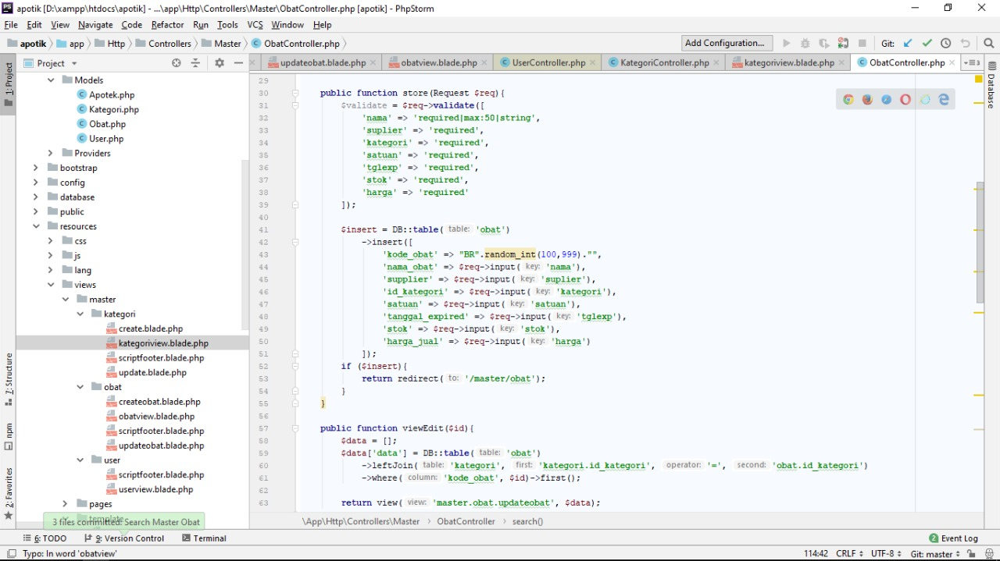 apotik [D:\xampp\htdocs\apotik] - ...\app\Http\Controllers\Master\ObatController.php [apotik] - PhpStorm
File Edit View Navigate Code Refactor Run Tools VCS Window Help
apotik app Http Controllers Master ObatController.php Add Configuration... Git:
Project updateobat.blade.php obatview.blade.php UserController.php KategoriController.php kategoriview.blade.php ObatController.php 3
1: Project
Z: Structure
npm
2: Favorites
Database
Models
Apotek.php
Kategori.php
Obat.php
User.php
Providers
bootstrap
config
database
public
resources
css
js
lang
views
master
kategori
create.blade.php
kategoriview.blade.php
scriptfooter.blade.php
update.blade.php
obat
createobat.blade.php
obatview.blade.php
scriptfooter.blade.php
updateobat.blade.php
user
scriptfooter.blade.php
userview.blade.php
pages
template
3 files committed: Search Master Obat
29
30 public function store(Request $req){
31 $validate = $req->validate([
32 'nama' => 'required|max:50|string',
33 'suplier' => 'required',
34 'kategori' => 'required',
35 'satuan' => 'required',
36 'tglexp' => 'required',
37 'stok' => 'required',
38 'harga' => 'required'
39 ]);
40
41 $insert = DB::table( table: 'obat')
42 ->insert([
43 'kode_obat' => "BR".random_int(100,999)."",
44 'nama_obat' => $req->input( key: 'nama'),
45 'supplier' => $req->input( key: 'suplier'),
46 'id_kategori' => $req->input( key: 'kategori'),
47 'satuan' => $req->input( key: 'satuan'),
48 'tanggal_expired' => $req->input( key: 'tglexp'),
49 'stok' => $req->input( key: 'stok'),
50 'harga_jual' => $req->input( key: 'harga')
51 ]);
52 if ($insert){
53 return redirect( to: '/master/obat');
54 }
55 }
56
57 public function viewEdit($id){
58 $data = [];
59 $data['data'] = DB::table( table: 'obat')
60 ->leftJoin( table: 'kategori', first: 'kategori.id_kategori', operator: '=', second: 'obat.id_kategori')
61 ->where( column: 'kode_obat', $id)->first();
62
63 return view( view: 'master.obat.updateobat', $data);
\App\Http\Controllers\Master ObatController search()
6: TODO 9: Version Control Terminal 2 Event Log
Typo: In word 'obatview' 114:42 CRLF UTF-8 Git: master